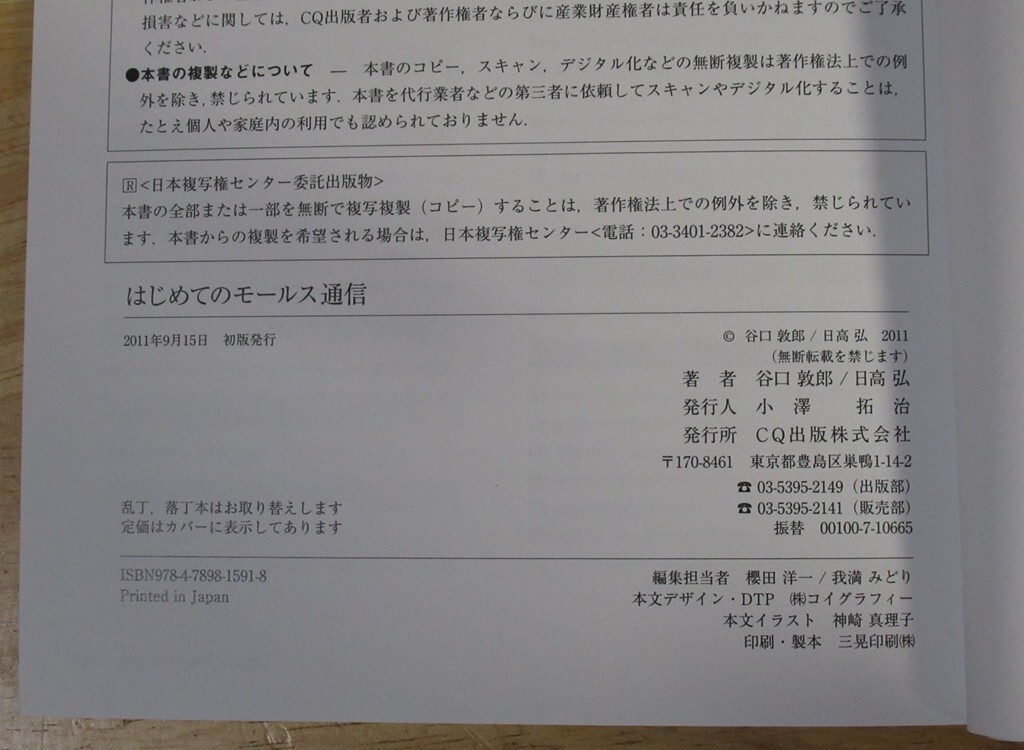 損害などに関しては，CQ出版者および著作権者ならびに産業財産権者は責任を負いかねますのでご了承
ください．
●本書の複製などについて ― 本書のコピー，スキャン，デジタル化などの無断複製は著作権法上での例
外を除き，禁じられています．本書を代行業者などの第三者に依頼してスキャンやデジタル化することは，
たとえ個人や家庭内の利用でも認められておりません．
R<日本複写権センター委託出版物>
本書の全部または一部を無断で複写複製（コピー）することは，著作権法上での例外を除き，禁じられてい
ます．本書からの複製を希望される場合は，日本複写権センター<電話：03-3401-2382>に連絡ください．
はじめてのモールス通信
2011年9月15日　初版発行
© 谷口 敦郎 / 日高 弘　2011
（無断転載を禁じます）
著　者　谷口 敦郎 / 日高 弘
発行人　小　澤　　拓　治
発行所　CQ出版株式会社
〒170-8461　東京都豊島区巣鴨1-14-2
☎ 03-5395-2149（出版部）
☎ 03-5395-2141（販売部）
振替　00100-7-10665
乱丁，落丁本はお取り替えします
定価はカバーに表示してあります
ISBN978-4-7898-1591-8
Printed in Japan
編集担当者　櫻田 洋一 / 我満 みどり
本文デザイン・DTP　㈱コイグラフィー
本文イラスト　神崎 真理子
印刷・製本　三晃印刷㈱